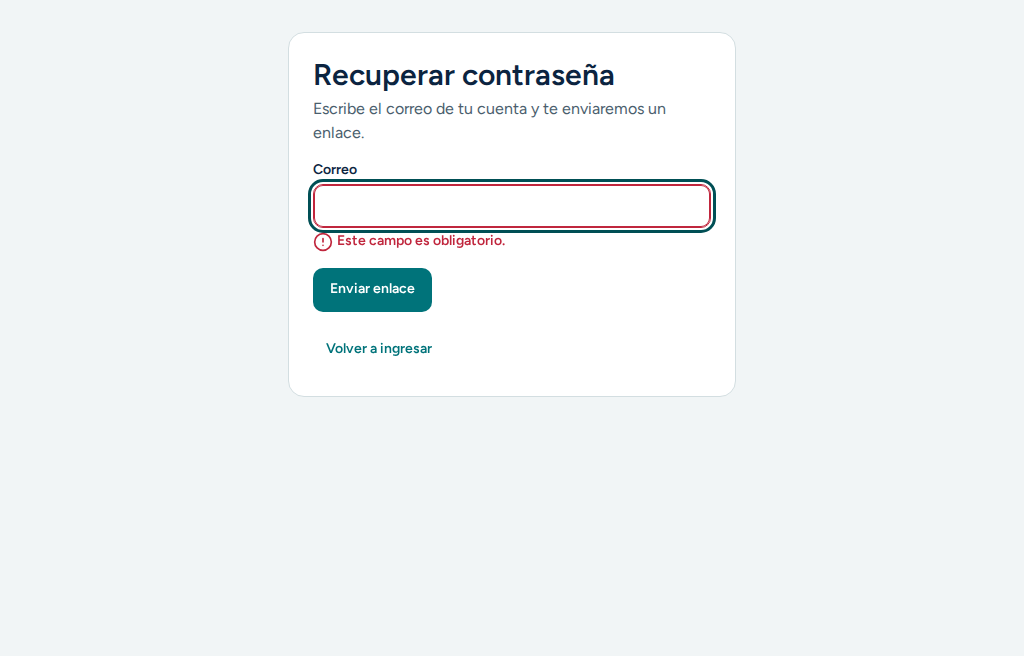 Recuperar contraseña
Escribe el correo de tu cuenta y te enviaremos un
enlace.
Correo
Este campo es obligatorio.
Enviar enlace
Volver a ingresar